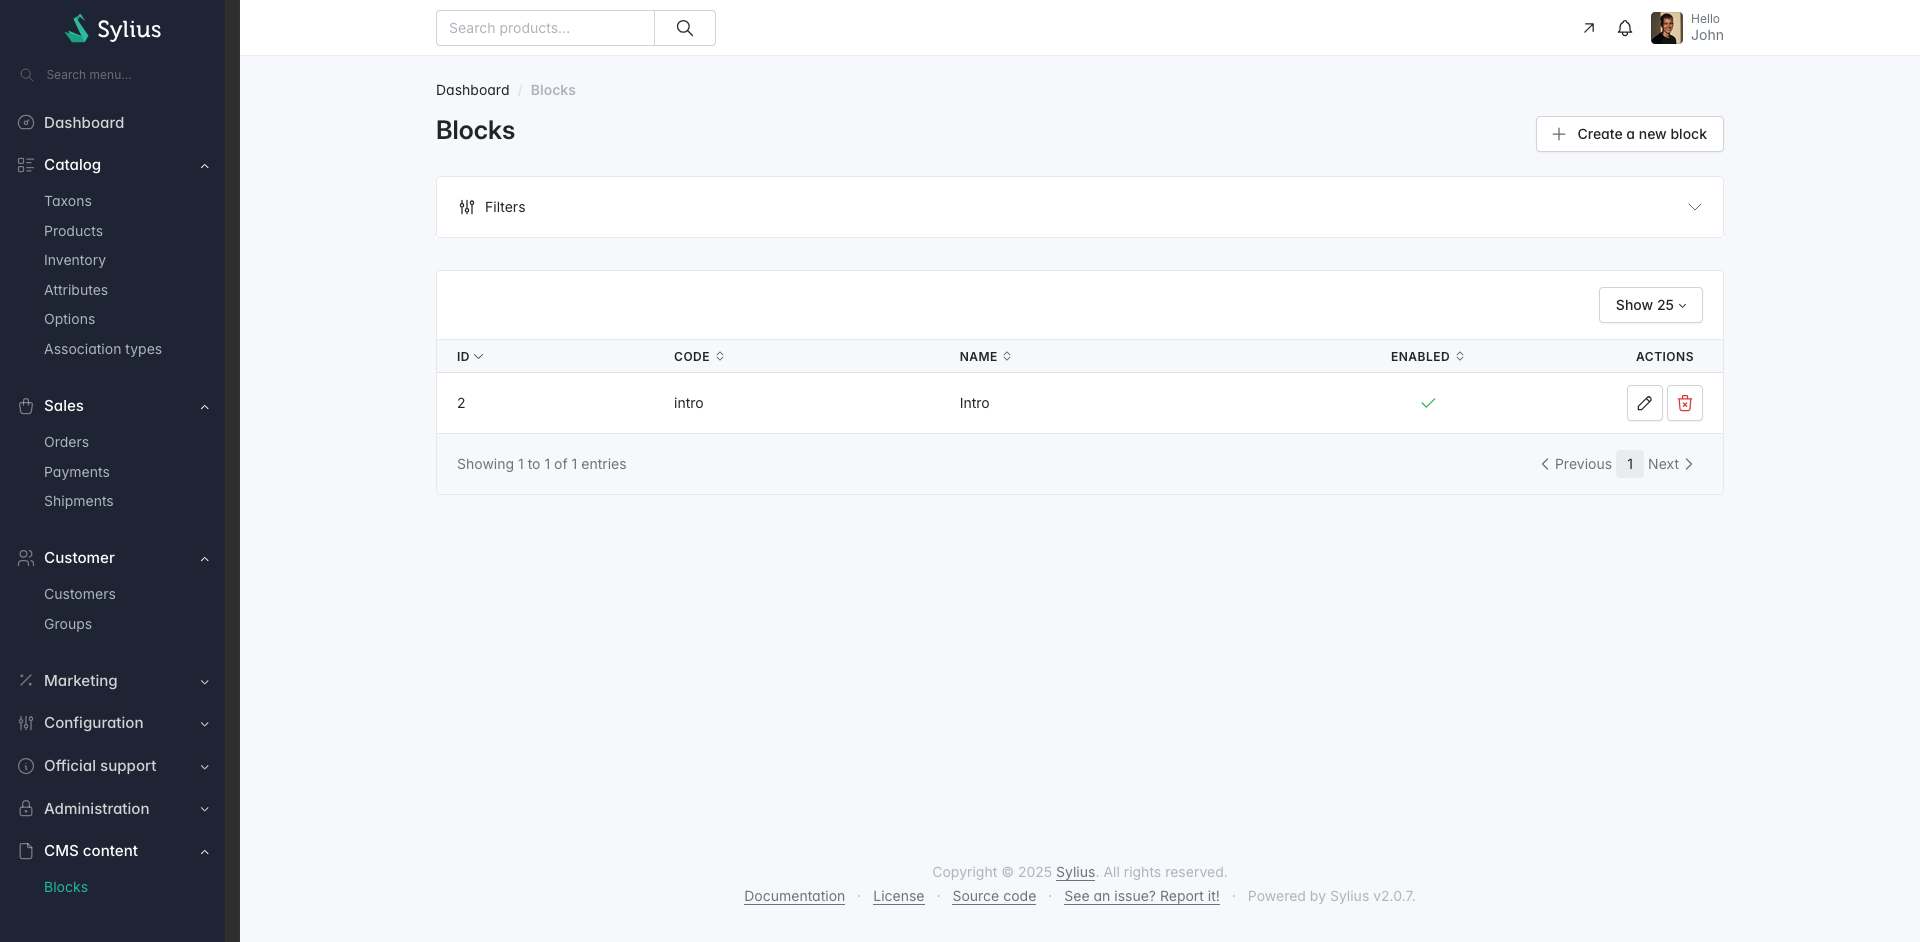 Sylius
Search menu...
Dashboard
Catalog
Taxons
Products
Inventory
Attributes
Options
Association types
Sales
Orders
Payments
Shipments
Customer
Customers
Groups
Marketing
Configuration
Official support
Administration
CMS content
Blocks
Search products...
Hello
John
Dashboard / Blocks
Blocks
Create a new block
Filters
Show 25
ID CODE NAME ENABLED ACTIONS
2 intro Intro
Showing 1 to 1 of 1 entries
Previous 1 Next
Copyright © 2025 Sylius. All rights reserved.
Documentation · License · Source code · See an issue? Report it! · Powered by Sylius v2.0.7.